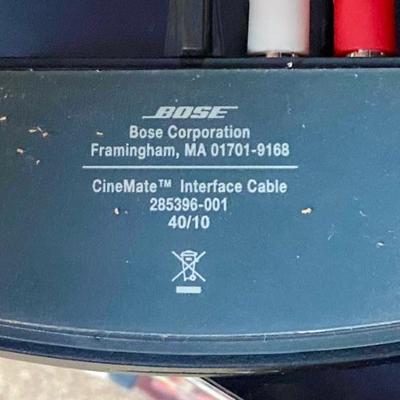 BOSE
Bose Corporation
Framingham, MA 01701-9168
CineMate™ Interface Cable
285396-001
40/10